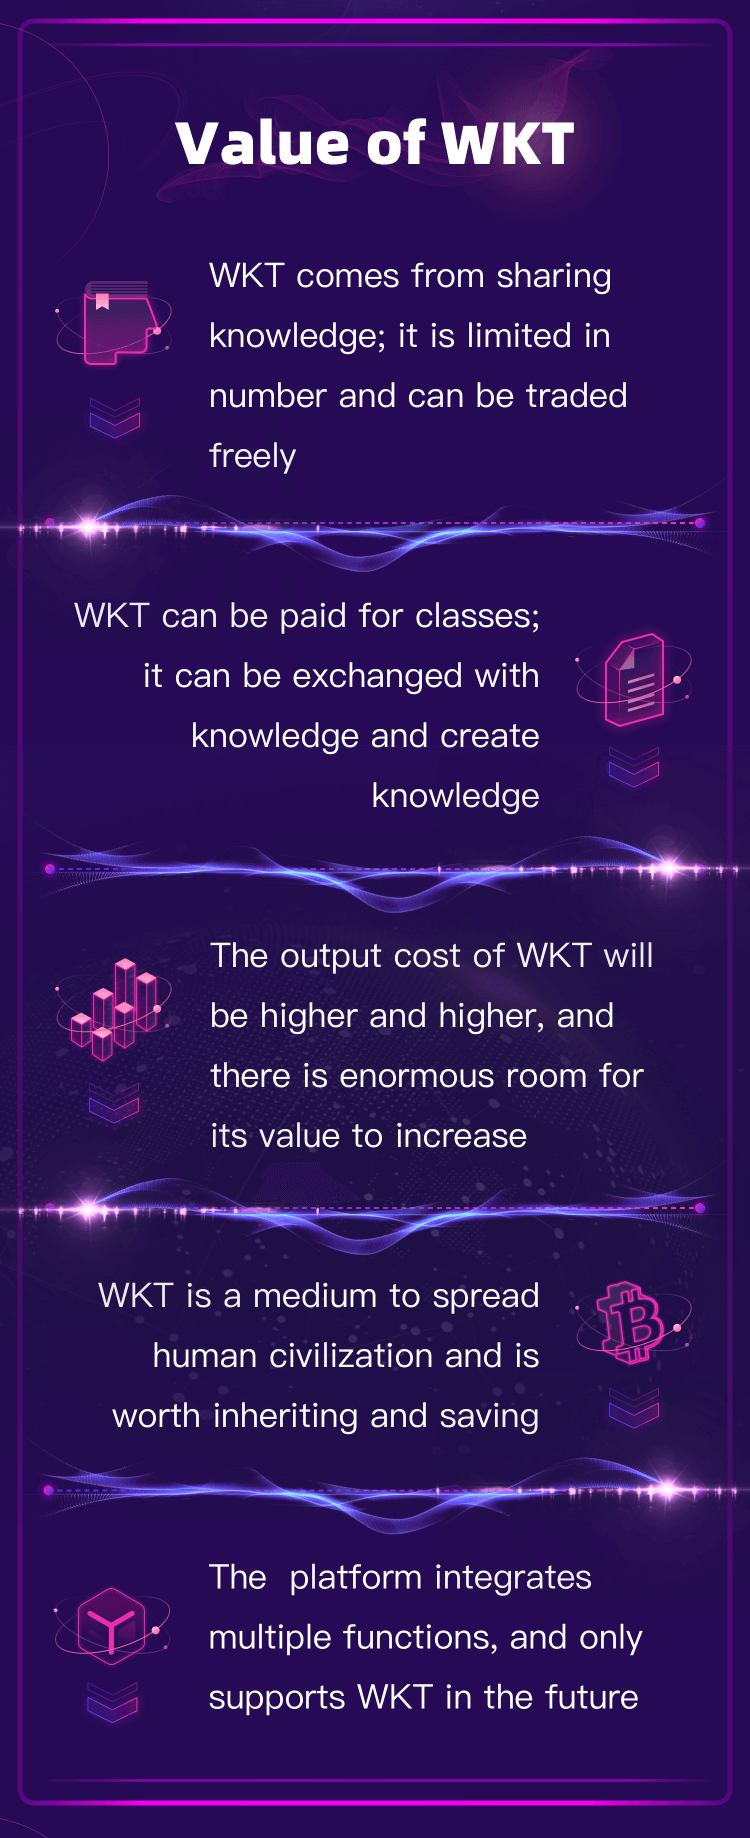 Value of WKT
WKT comes from sharing
knowledge; it is limited in
number and can be traded
freely
WKT can be paid for classes;
it can be exchanged with
knowledge and create
knowledge
The output cost of WKT will
be higher and higher, and
there is enormous room for
its value to increase
WKT is a medium to spread
human civilization and is
worth inheriting and saving
The  platform integrates
multiple functions, and only
supports WKT in the future